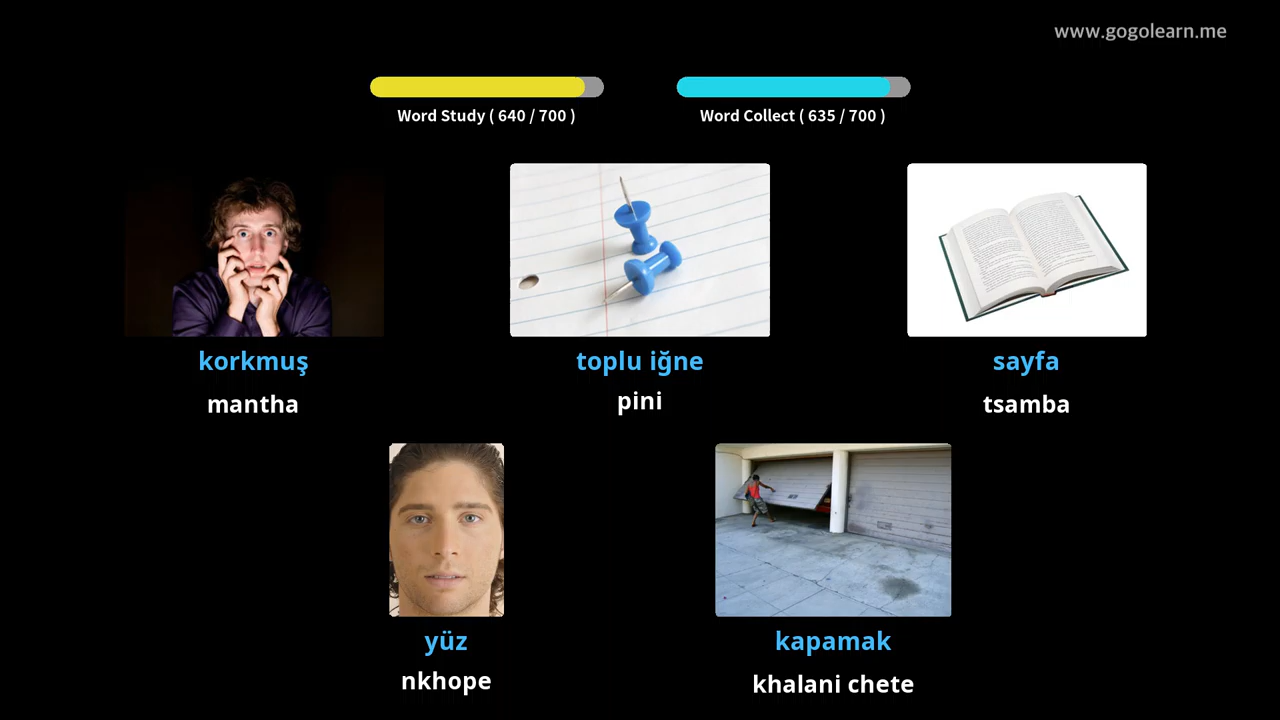 www.gogolearn.me
Word Study ( 640 / 700 )
Word Collect ( 635 / 700 )
korkmuş
mantha
toplu iğne
pini
sayfa
tsamba
yüz
nkhope
kapamak
khalani chete